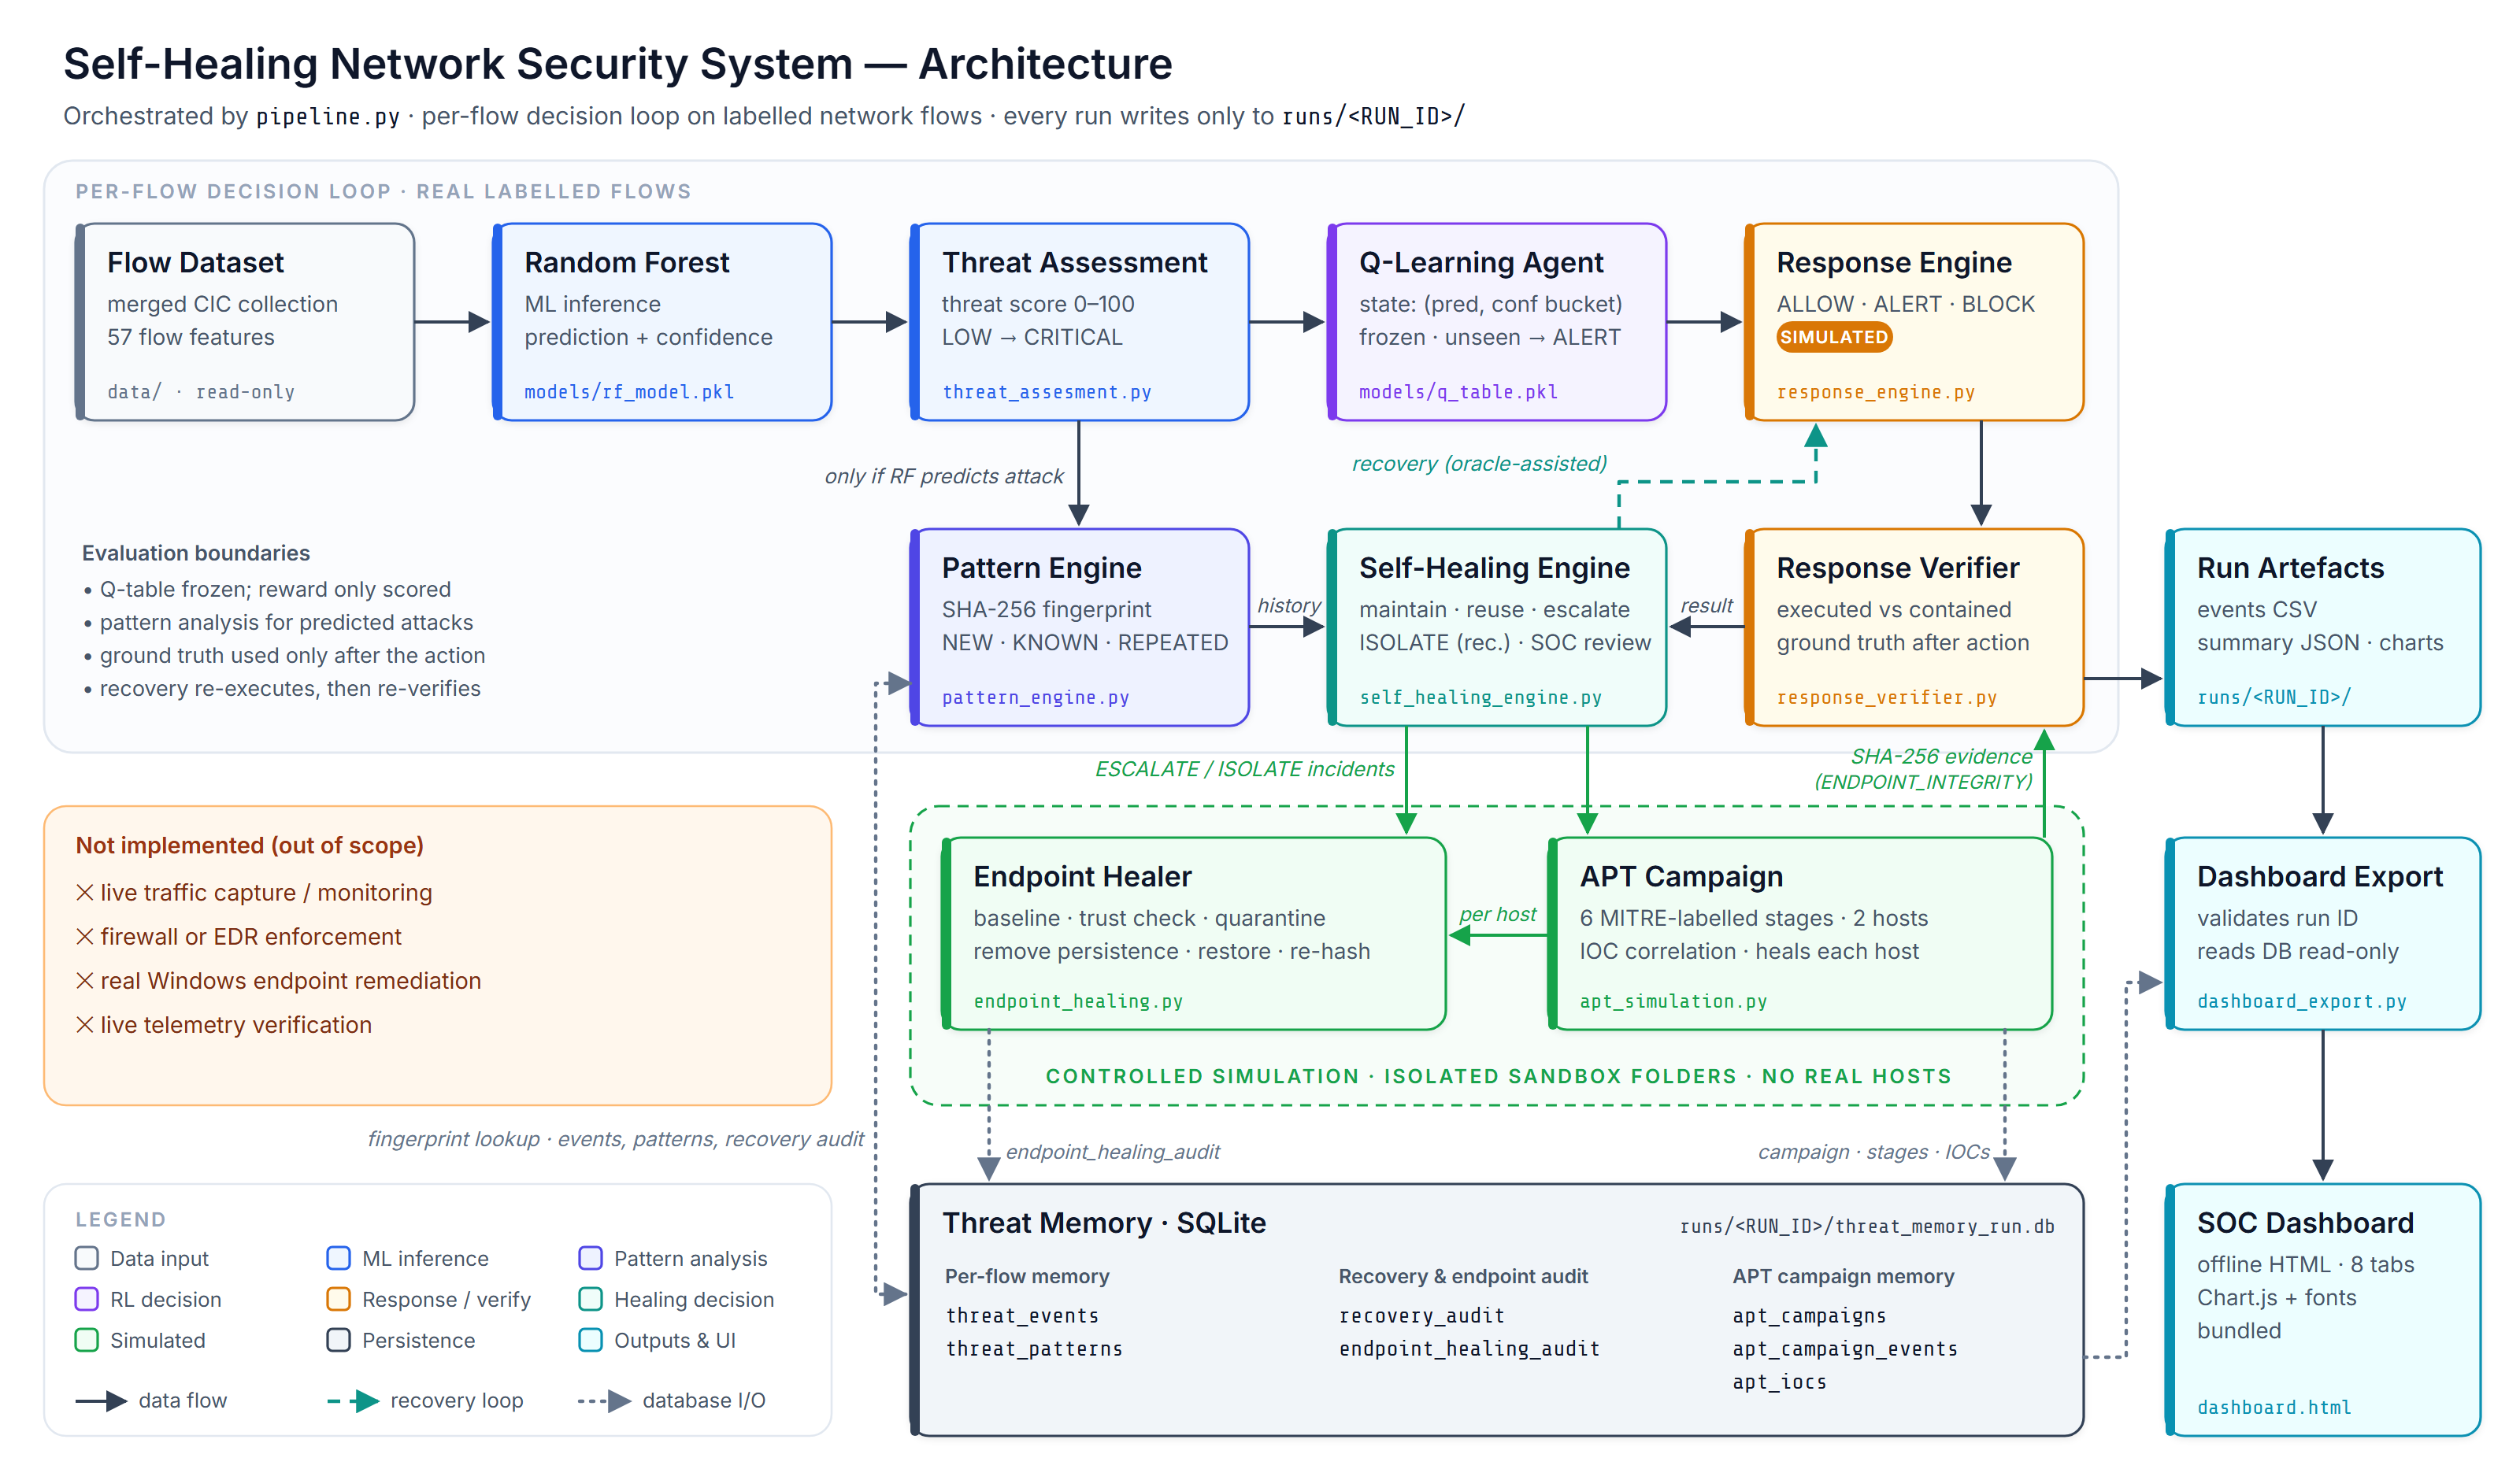 Self-Healing Network Security System — Architecture
Orchestrated by pipeline.py · per-flow decision loop on labelled network flows · every run writes only to runs/<RUN_ID>/
PER-FLOW DECISION LOOP · REAL LABELLED FLOWS
Flow Dataset
merged CIC collection
57 flow features
data/ · read-only
Random Forest
ML inference
prediction + confidence
models/rf_model.pkl
Threat Assessment
threat score 0–100
LOW → CRITICAL
threat_assesment.py
Q-Learning Agent
state: (pred, conf bucket)
frozen · unseen → ALERT
models/q_table.pkl
Response Engine
ALLOW · ALERT · BLOCK
SIMULATED
response_engine.py
only if RF predicts attack
recovery (oracle-assisted)
Evaluation boundaries
• Q-table frozen; reward only scored
• pattern analysis for predicted attacks
• ground truth used only after the action
• recovery re-executes, then re-verifies
Pattern Engine
SHA-256 fingerprint
NEW · KNOWN · REPEATED
pattern_engine.py
history
Self-Healing Engine
maintain · reuse · escalate
ISOLATE (rec.) · SOC review
self_healing_engine.py
result
Response Verifier
executed vs contained
ground truth after action
response_verifier.py
Run Artefacts
events CSV
summary JSON · charts
runs/<RUN_ID>/
ESCALATE / ISOLATE incidents
SHA-256 evidence
(ENDPOINT_INTEGRITY)
Not implemented (out of scope)
✕ live traffic capture / monitoring
✕ firewall or EDR enforcement
✕ real Windows endpoint remediation
✕ live telemetry verification
Endpoint Healer
baseline · trust check · quarantine
remove persistence · restore · re-hash
endpoint_healing.py
per host
APT Campaign
6 MITRE-labelled stages · 2 hosts
IOC correlation · heals each host
apt_simulation.py
CONTROLLED SIMULATION · ISOLATED SANDBOX FOLDERS · NO REAL HOSTS
Dashboard Export
validates run ID
reads DB read-only
dashboard_export.py
fingerprint lookup · events, patterns, recovery audit
endpoint_healing_audit
campaign · stages · IOCs
LEGEND
Data input
ML inference
Pattern analysis
RL decision
Response / verify
Healing decision
Simulated
Persistence
Outputs & UI
data flow
recovery loop
database I/O
Threat Memory · SQLite
runs/<RUN_ID>/threat_memory_run.db
Per-flow memory
threat_events
threat_patterns
Recovery & endpoint audit
recovery_audit
endpoint_healing_audit
APT campaign memory
apt_campaigns
apt_campaign_events
apt_iocs
SOC Dashboard
offline HTML · 8 tabs
Chart.js + fonts
bundled
dashboard.html